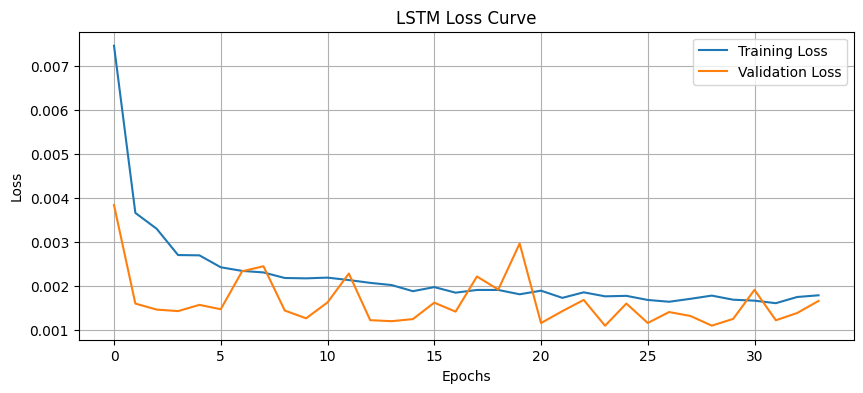 LSTM Loss Curve
Training Loss
Validation Loss
Loss
0.007
0.006
0.005
0.004
0.003
0.002
0.001
0 5 10 15 20 25 30
Epochs